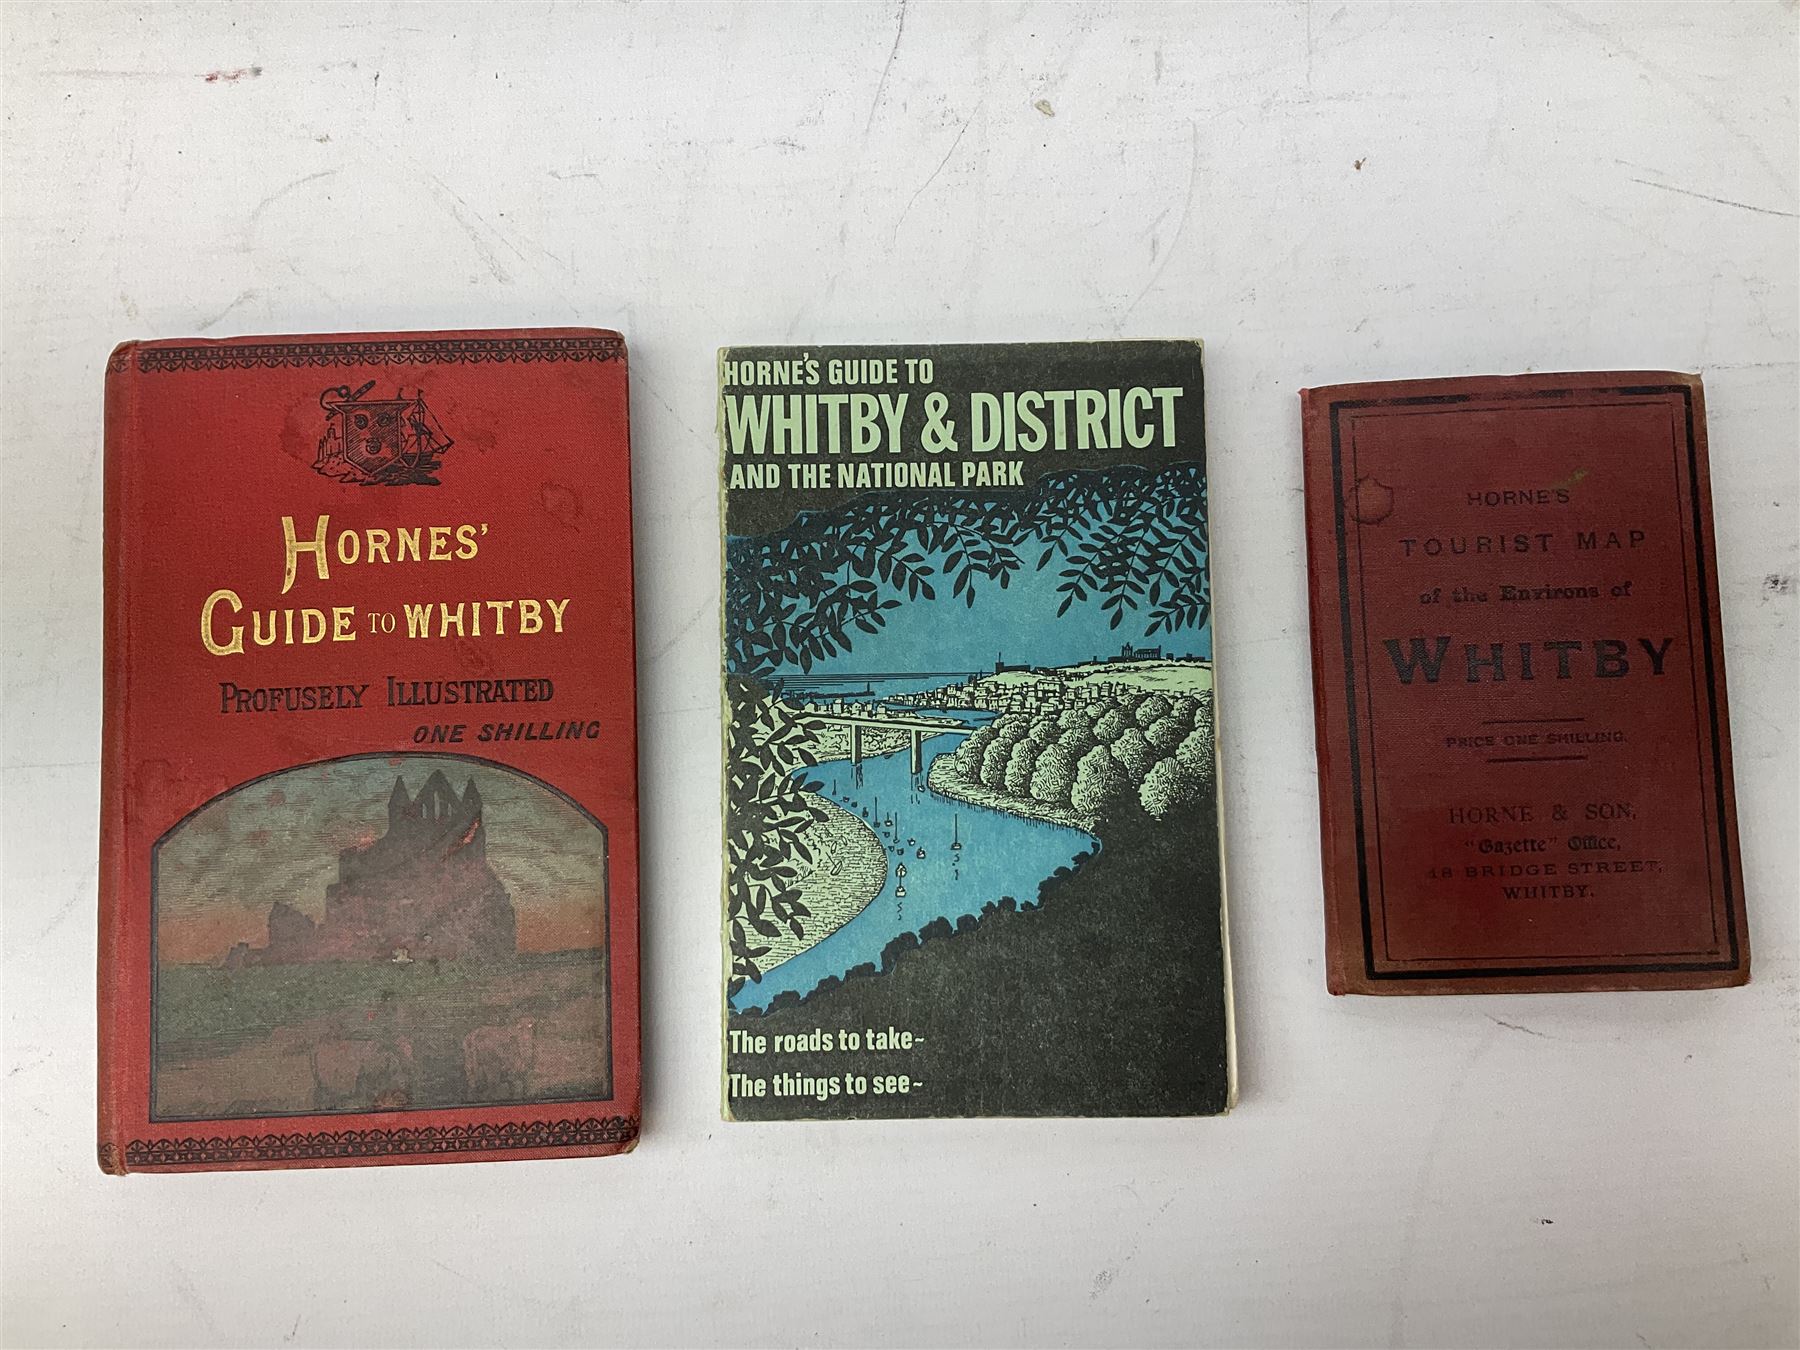 HORNES'
GUIDE TO WHITBY
PROFUSELY ILLUSTRATED
ONE SHILLING
HORNE'S GUIDE TO
WHITBY & DISTRICT
AND THE NATIONAL PARK
The roads to take~
The things to see~
HORNE'S
TOURIST MAP
of the Environs of
WHITBY
PRICE ONE SHILLING.
HORNE & SON,
"Gazette" Office,
18 BRIDGE STREET,
WHITBY.